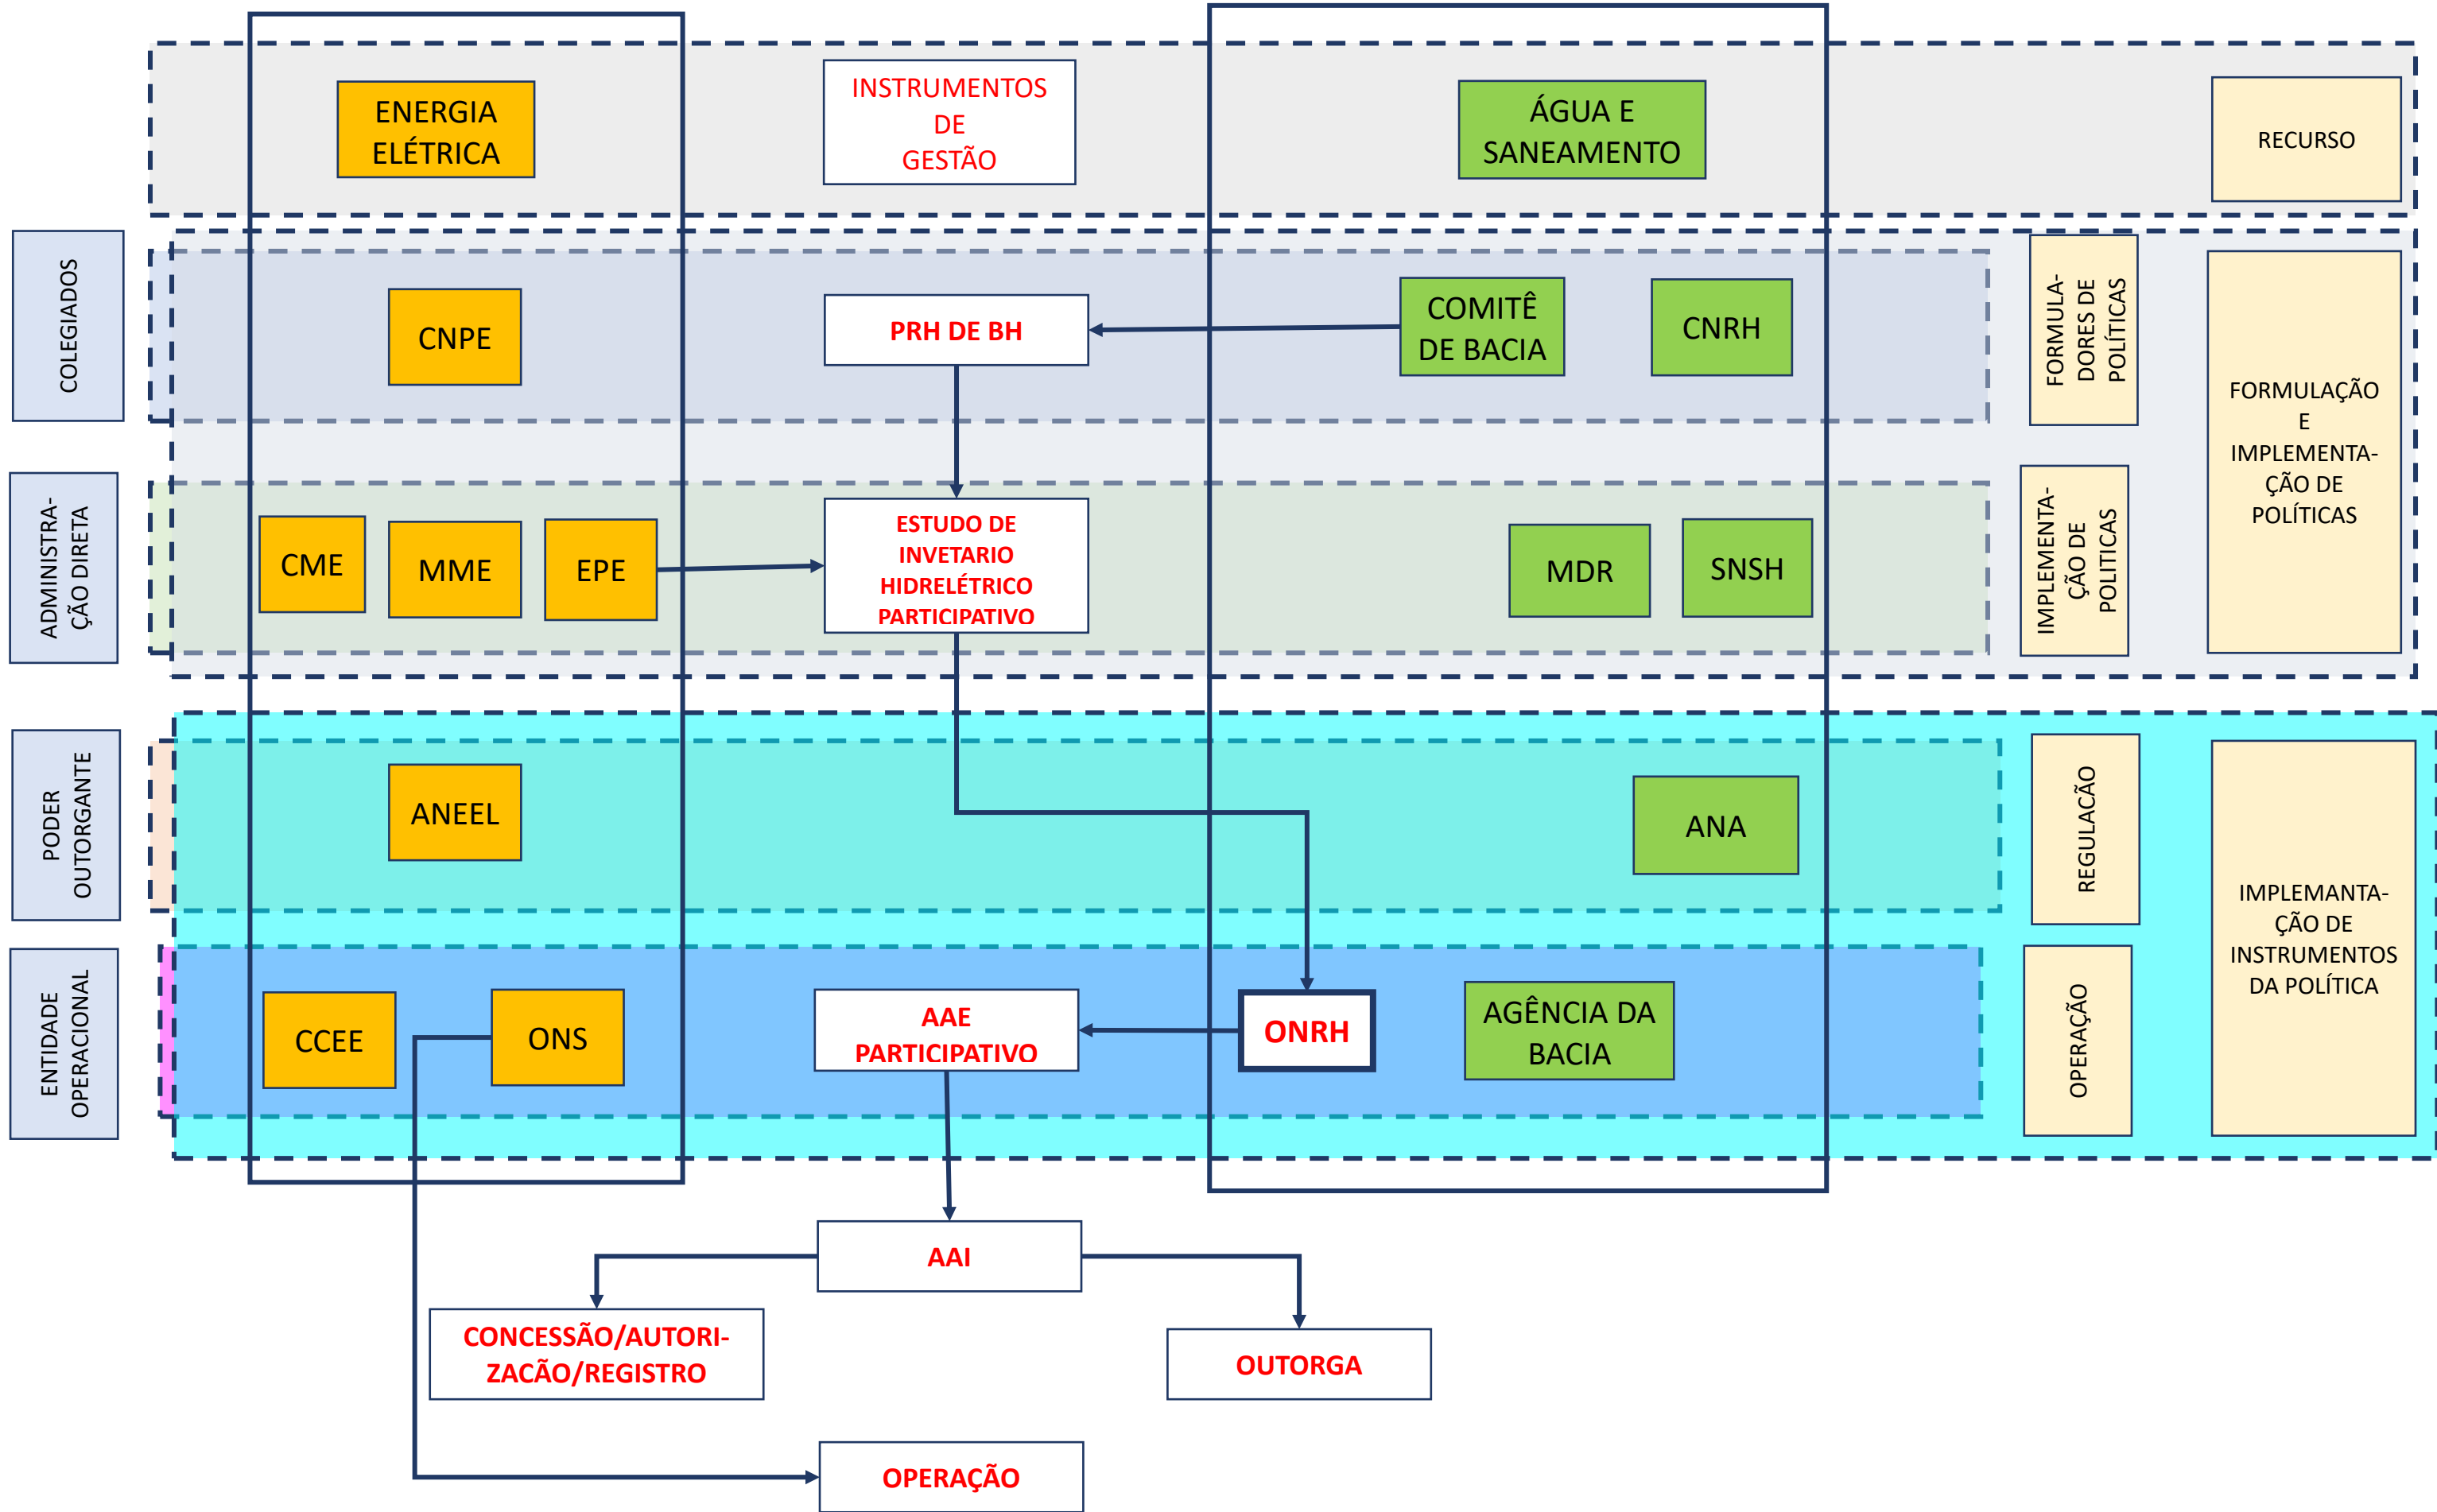 ENERGIA
ELÉTRICA
INSTRUMENTOS
DE
GESTÃO
ÁGUA E
SANEAMENTO
RECURSO
COLEGIADOS
CNPE
PRH DE BH
COMITÊ
DE BACIA
CNRH
FORMULA-
DORES DE
POLÍTICAS
FORMULAÇÃO
E
IMPLEMENTA-
ÇÃO DE
POLÍTICAS
ADMINISTRA-
ÇÃO DIRETA
CME
MME
EPE
ESTUDO DE
INVETARIO
HIDRELÉTRICO
PARTICIPATIVO
MDR
SNSH
IMPLEMENTA-
ÇÃO DE
POLITICAS
PODER
OUTORGANTE
ANEEL
ANA
REGULACÃO
IMPLEMANTA-
ÇÃO DE
INSTRUMENTOS
DA POLÍTICA
ENTIDADE
OPERACIONAL
CCEE
ONS
AAE
PARTICIPATIVO
ONRH
AGÊNCIA DA
BACIA
OPERAÇÃO
AAI
CONCESSÃO/AUTORI-
ZACÃO/REGISTRO
OUTORGA
OPERAÇÃO